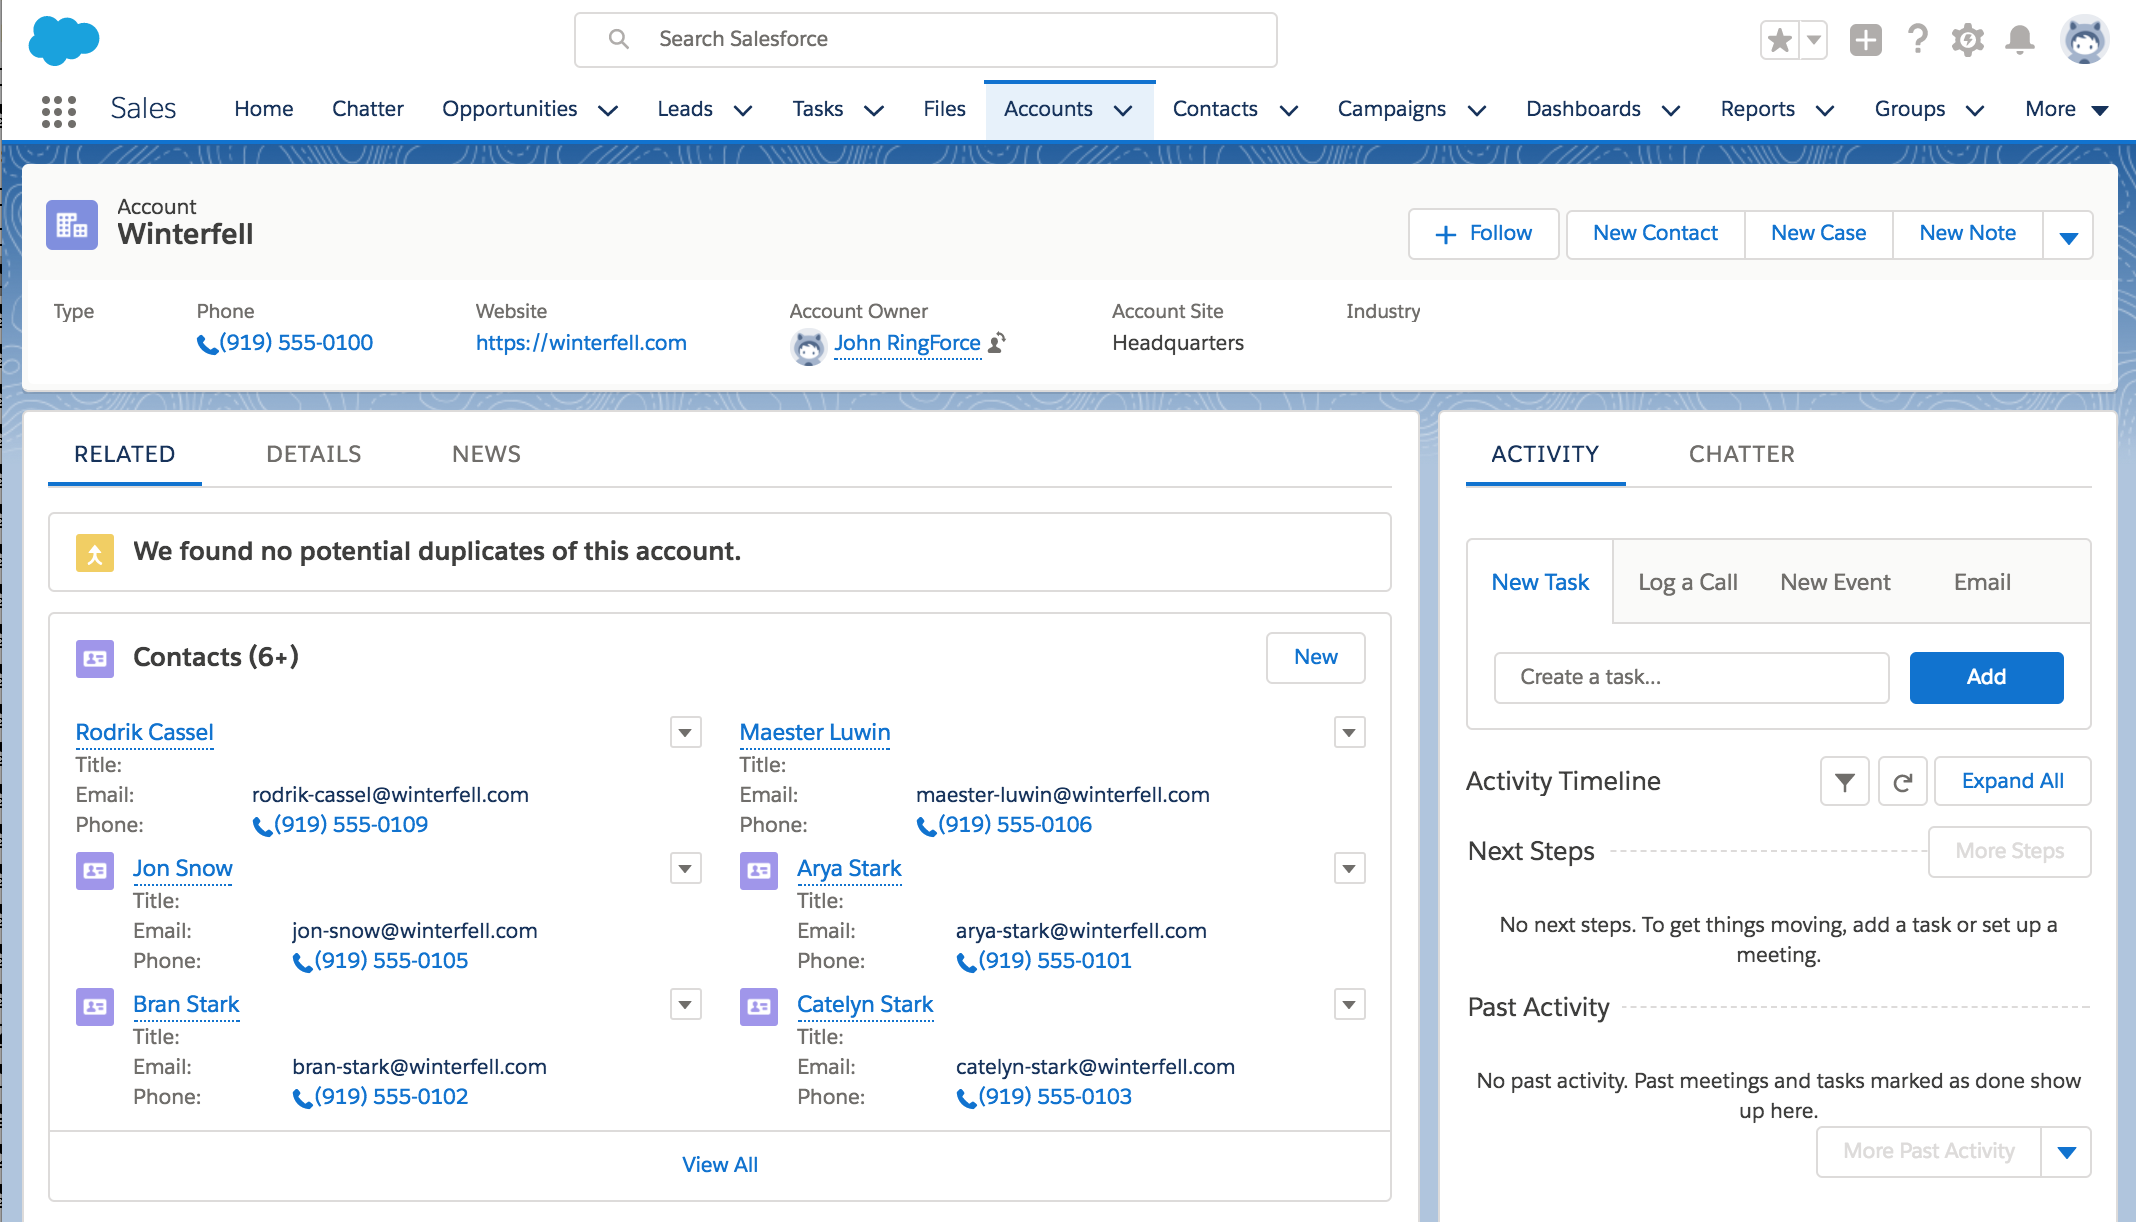 Search Salesforce
Sales Home Chatter Opportunities Leads Tasks Files Accounts Contacts Campaigns Dashboards Reports Groups More
Account
Winterfell
Follow New Contact New Case New Note
Type Phone Website Account Owner Account Site Industry
(919) 555-0100 https://winterfell.com John RingForce Headquarters
RELATED DETAILS NEWS
We found no potential duplicates of this account.
Contacts (6+) New
Rodrik Cassel
Title:
Email: rodrik-cassel@winterfell.com
Phone: (919) 555-0109
Maester Luwin
Title:
Email: maester-luwin@winterfell.com
Phone: (919) 555-0106
Jon Snow
Title:
Email: jon-snow@winterfell.com
Phone: (919) 555-0105
Arya Stark
Title:
Email: arya-stark@winterfell.com
Phone: (919) 555-0101
Bran Stark
Title:
Email: bran-stark@winterfell.com
Phone: (919) 555-0102
Catelyn Stark
Title:
Email: catelyn-stark@winterfell.com
Phone: (919) 555-0103
View All
ACTIVITY CHATTER
New Task Log a Call New Event Email
Create a task... Add
Activity Timeline Expand All
Next Steps More Steps
No next steps. To get things moving, add a task or set up a
meeting.
Past Activity
No past activity. Past meetings and tasks marked as done show
up here.
More Past Activity